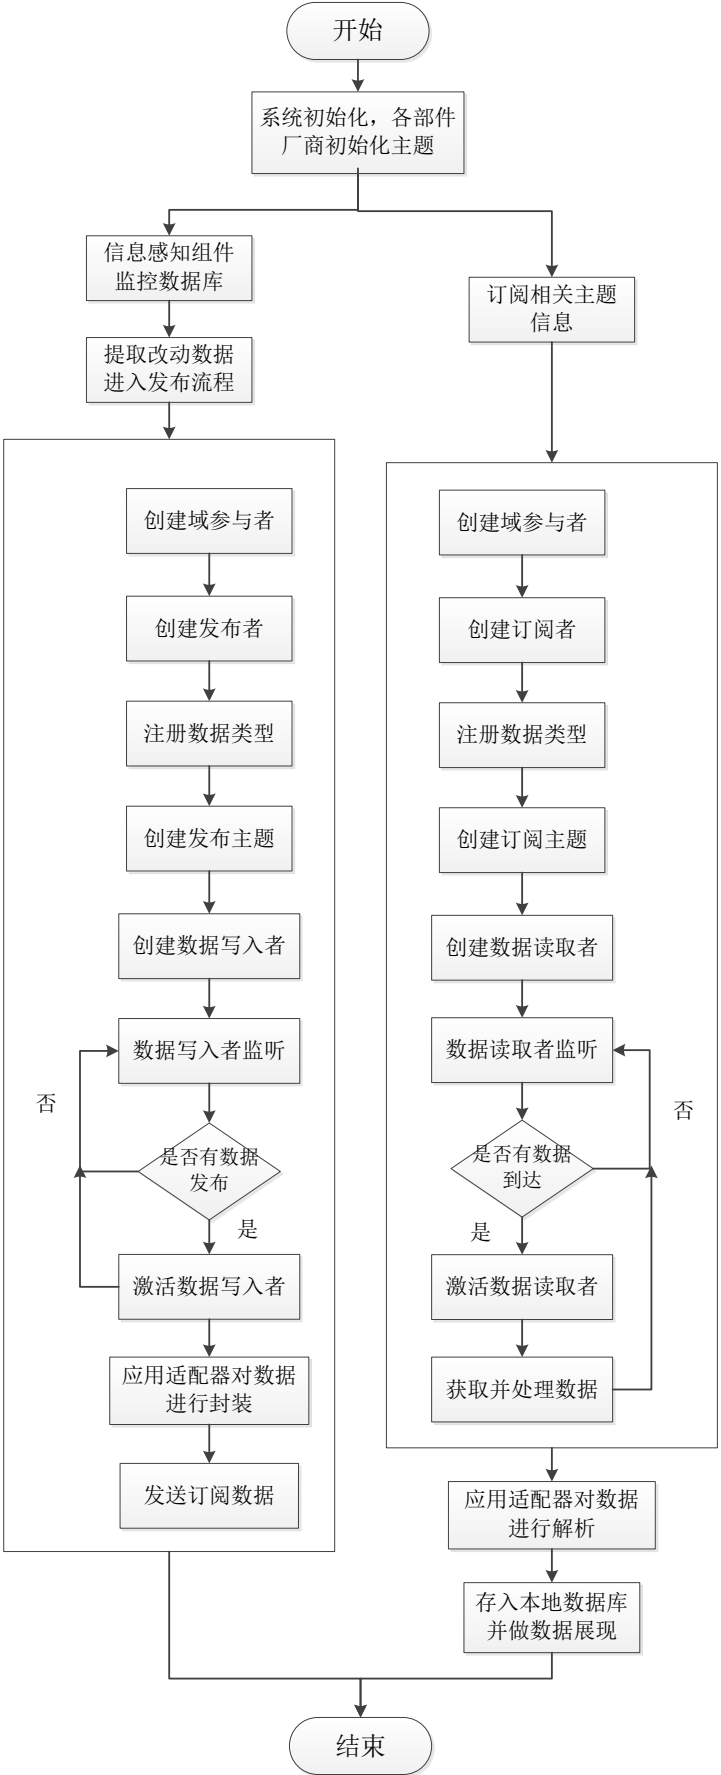 开始
系统初始化，各部件
厂商初始化主题
信息感知组件
监控数据库
提取改动数据
进入发布流程
创建域参与者
创建发布者
注册数据类型
创建发布主题
创建数据写入者
数据写入者监听
否
是否有数据
发布
是
激活数据写入者
应用适配器对数据
进行封装
发送订阅数据
订阅相关主题
信息
创建域参与者
创建订阅者
注册数据类型
创建订阅主题
创建数据读取者
数据读取者监听
否
是否有数据
到达
是
激活数据读取者
获取并处理数据
应用适配器对数据
进行解析
存入本地数据库
并做数据展现
结束